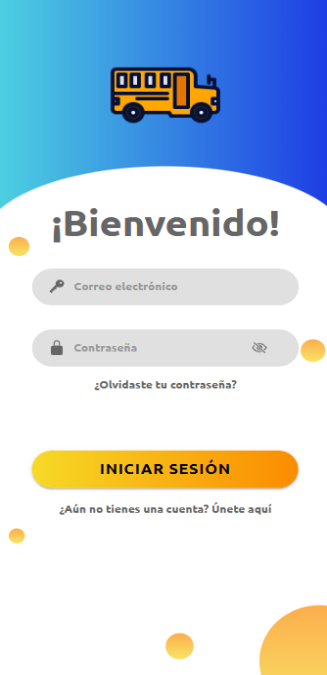 ¡Bienvenido!
Correo electrónico
Contraseña
¿Olvidaste tu contraseña?
INICIAR SESIÓN
¿Aún no tienes una cuenta? Únete aquí